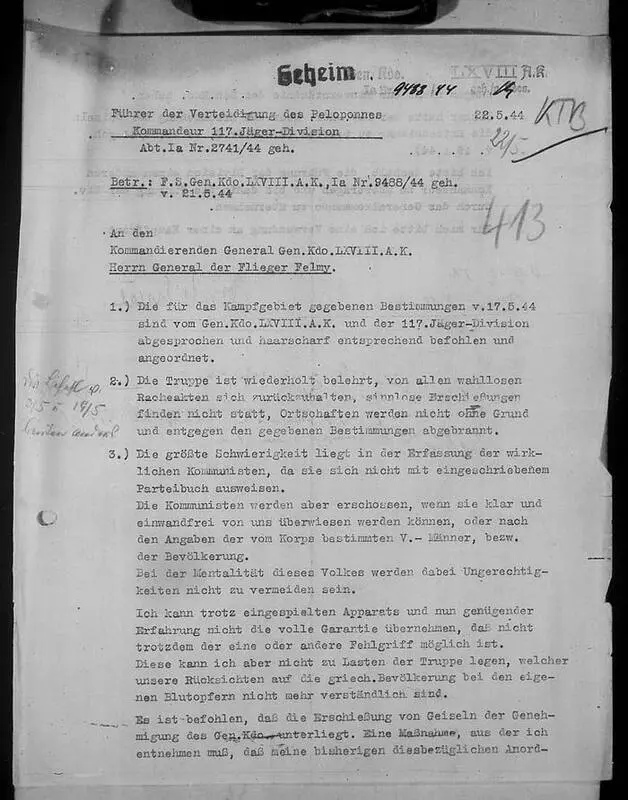 Geheim
Gen. Kdo. LXVIII A.K.
Ia Nr. 9488/44 geh.
Führer der Verteidigung des Peloponnes 22.5.44
KTB
Kommandeur 117.Jäger-Division
22/5
Abt.Ia Nr.2741/44 geh.
Betr.: F.S.Gen.Kdo.LXVIII.A.K.,Ia Nr.9488/44 geh.
v. 21.5.44
413
An den
Kommandierenden General Gen.Kdo.LXVIII.A.K.
Herrn General der Flieger Felmy.
1.) Die für das Kampfgebiet gegebenen Bestimmungen v.17.5.44
sind vom Gen.Kdo.LXVIII.A.K. und der 117.Jäger-Division
abgesprochen und haarscharf entsprechend befohlen und
angeordnet.
2.) Die Truppe ist wiederholt belehrt, von allen wahllosen
Racheakten sich zurückzuhalten, sinnlose Erschießungen
finden nicht statt, Ortschaften werden nicht ohne Grund
und entgegen den gegebenen Bestimmungen abgebrannt.
3.) Die größte Schwierigkeit liegt in der Erfassung der wirk-
lichen Kommunisten, da sie sich nicht mit eingeschriebenem
Parteibuch ausweisen.
Die Kommunisten werden aber erschossen, wenn sie klar und
einwandfrei von uns überwiesen werden können, oder nach
den Angaben der vom Korps bestimmten V.- Männer, bezw.
der Bevölkerung.
Bei der Mentalität dieses Volkes werden dabei Ungerechtig-
keiten nicht zu vermeiden sein.
Ich kann trotz eingespielten Apparats und nun genügender
Erfahrung nicht die volle Garantie übernehmen, daß nicht
trotzdem der eine oder andere Fehlgriff möglich ist.
Diese kann ich aber nicht zu Lasten der Truppe legen, welcher
unsere Rücksichten auf die griech.Bevölkerung bei den eige-
nen Blutopfern nicht mehr verständlich sind.
Es ist befohlen, daß die Erschießung von Geiseln der Geneh-
migung des Gen.Kdo. unterliegt. Eine Maßnahme, aus der ich
entnehmen muß, daß meine bisherigen diesbezüglichen Anord-